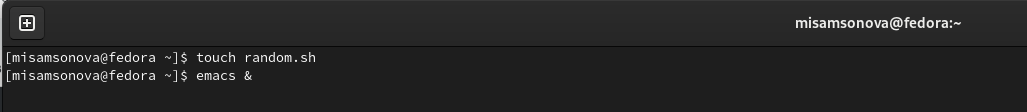 misamsonova@fedora:~
[misamsonova@fedora ~]$ touch random.sh
[misamsonova@fedora ~]$ emacs &